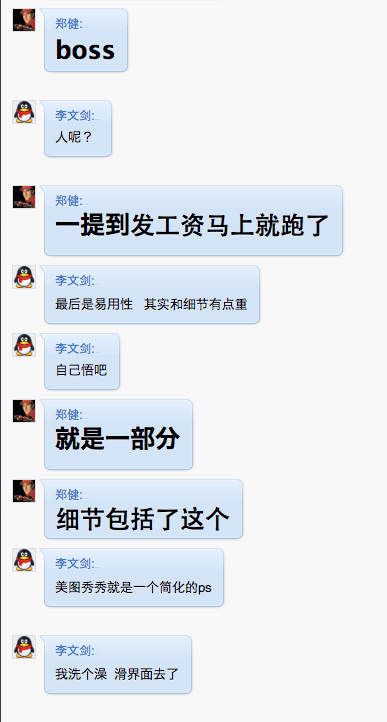 郑健:
boss
李文剑:
人呢？
郑健:
一提到发工资马上就跑了
李文剑:
最后是易用性 其实和细节有点重
李文剑:
自己悟吧
郑健:
就是一部分
郑健:
细节包括了这个
李文剑:
美图秀秀就是一个简化的ps
李文剑:
我洗个澡 滑界面去了